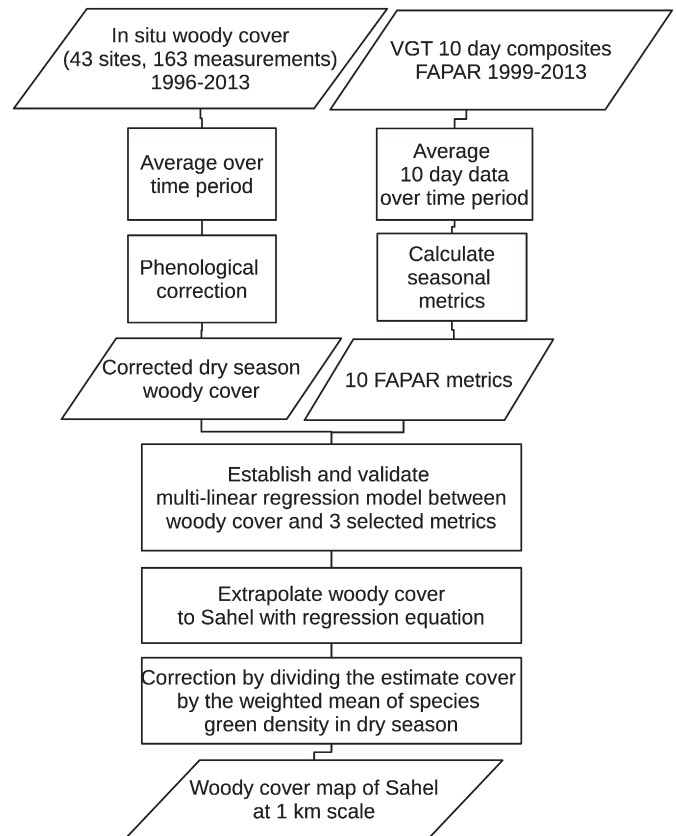 In situ woody cover
(43 sites, 163 measurements)
1996-2013
VGT 10 day composites
FAPAR 1999-2013
Average over
time period
Average
10 day data
over time period
Phenological
correction
Calculate
seasonal
metrics
Corrected dry season
woody cover
10 FAPAR metrics
Establish and validate
multi-linear regression model between
woody cover and 3 selected metrics
Extrapolate woody cover
to Sahel with regression equation
Correction by dividing the estimate cover
by the weighted mean of species
green density in dry season
Woody cover map of Sahel
at 1 km scale